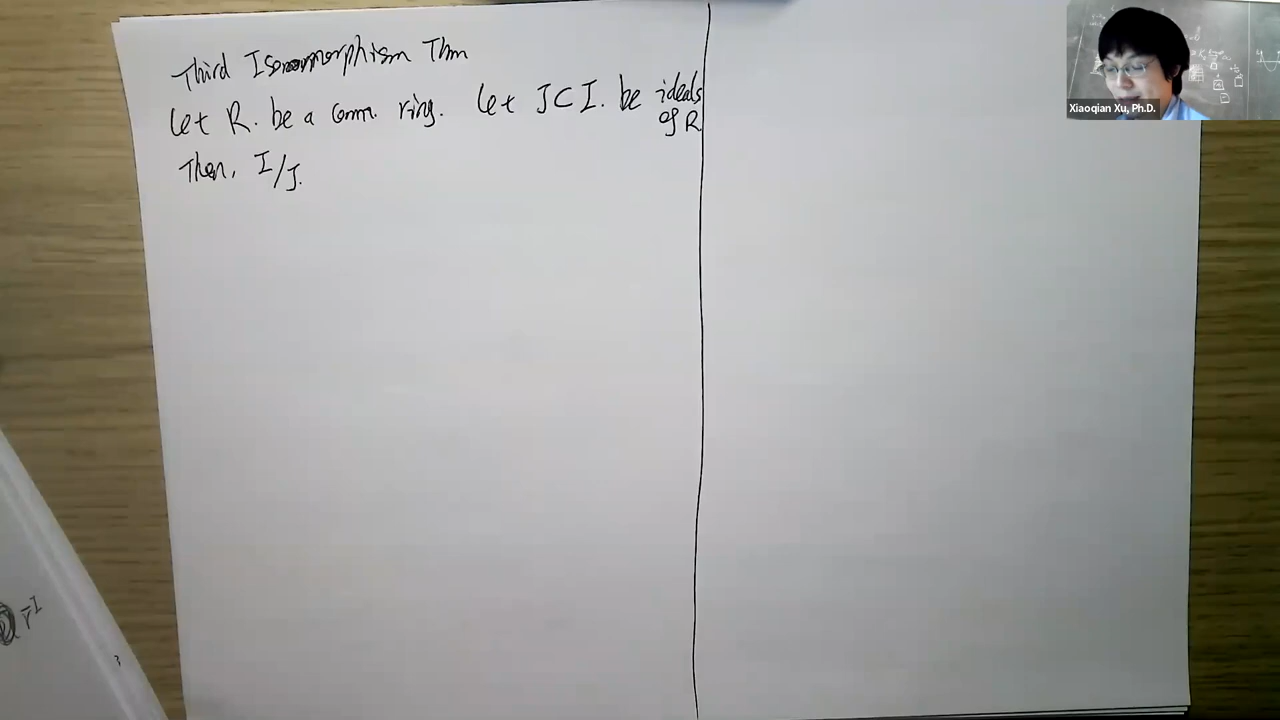 Third Isomorphism Thm
Let R. be a comm. ring. Let J⊂I. be ideals
of R
Then, I/J.
Xiaoqian Xu, Ph.D.